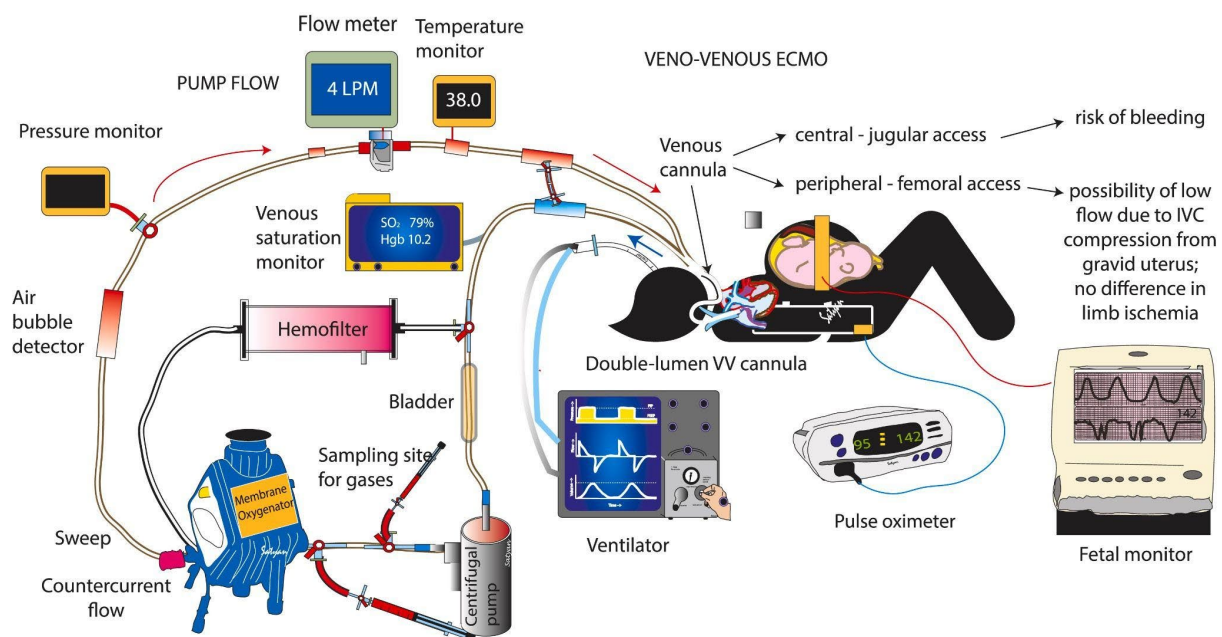 Flow meter
Temperature
monitor
PUMP FLOW
4 LPM
38.0
VENO-VENOUS ECMO
Pressure monitor
Venous
cannula
central - jugular access
risk of bleeding
peripheral - femoral access
possibility of low
flow due to IVC
compression from
gravid uterus;
no difference in
limb ischemia
Venous
saturation
monitor
SO₂ 79%
Hgb 10.2
Air
bubble
detector
Hemofilter
Double-lumen VV cannula
Satyan
Bladder
Sampling site
for gases
Membrane
Oxygenator
Satyan
Sweep
Countercurrent
flow
Centrifugal
pump
satyan
Ventilator
95 142
Satyan
Pulse oximeter
142
Fetal monitor